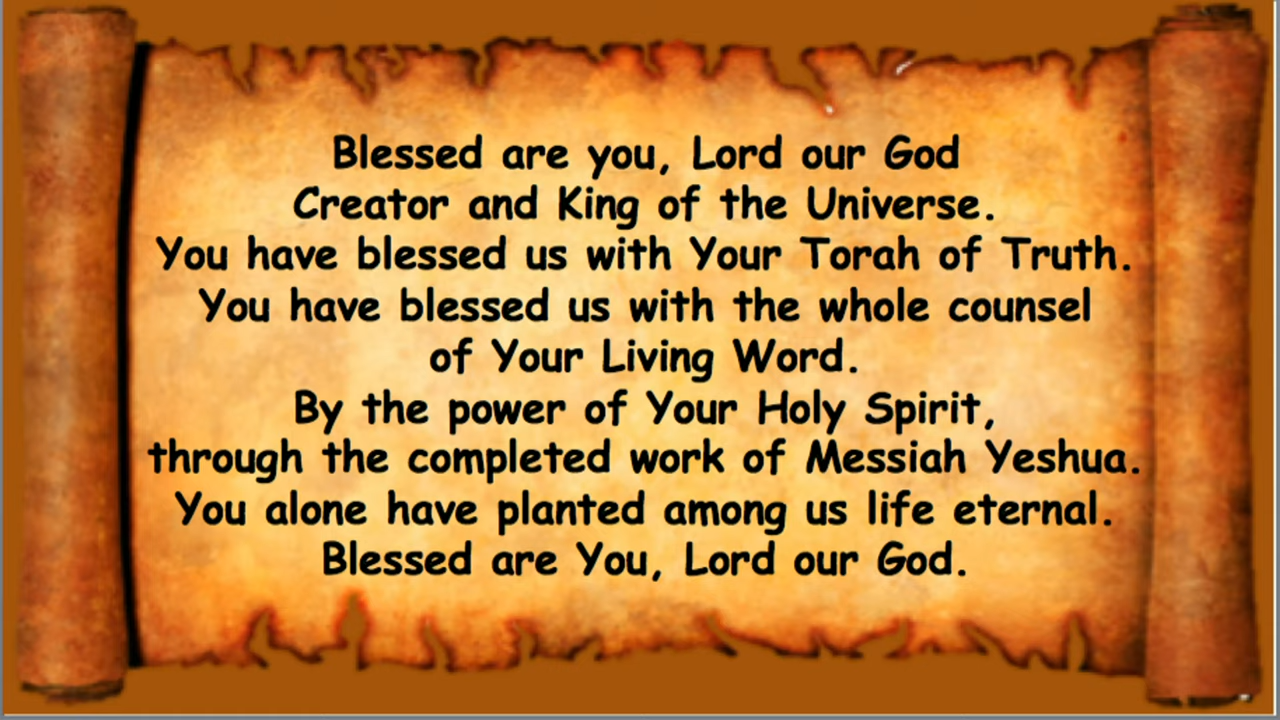 Blessed are you, Lord our God
Creator and King of the Universe.
You have blessed us with Your Torah of Truth.
You have blessed us with the whole counsel
of Your Living Word.
By the power of Your Holy Spirit,
through the completed work of Messiah Yeshua.
You alone have planted among us life eternal.
Blessed are You, Lord our God.